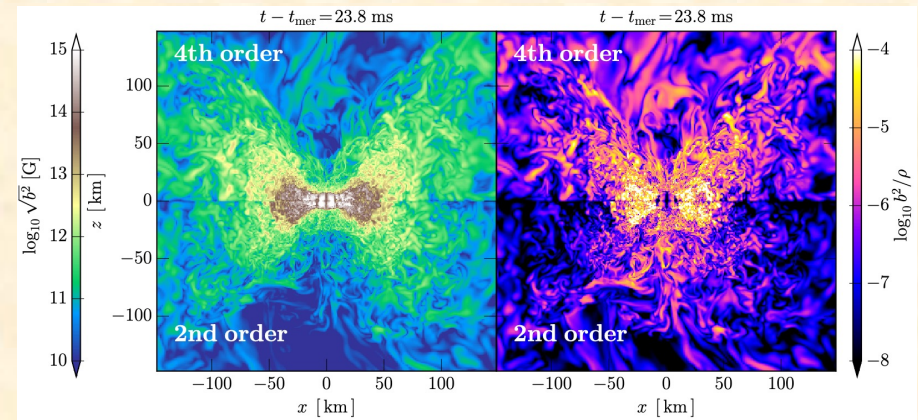 t − t_mer = 23.8 ms
t − t_mer = 23.8 ms
15
14
13
12
11
10
log₁₀ √b² [G]
100
50
0
−50
−100
z [km]
4th order
2nd order
4th order
2nd order
−4
−5
−6
−7
−8
log₁₀ b²/ρ
−100 −50 0 50 100
−100 −50 0 50 100
x [km]
x [km]